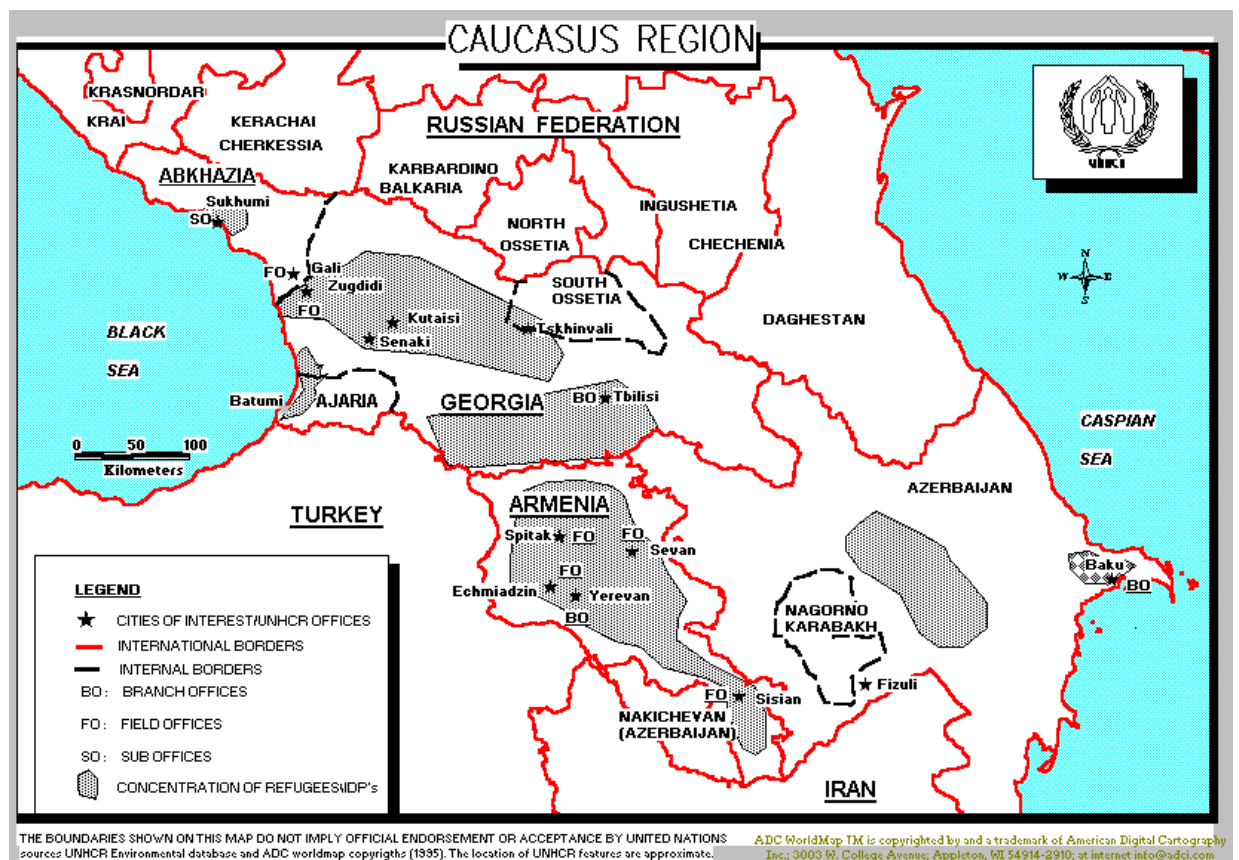 CAUCASUS REGION
KRASNORDAR
KRAI
KERACHAI
CHERKESSIA
RUSSIAN FEDERATION
UNHCR
ABKHAZIA
KARBARDINO
BALKARIA
Sukhumi
SO
NORTH
OSSETIA
INGUSHETIA
CHECHENIA
N
W
E
S
FO
Gali
Zugdidi
FO
SOUTH
OSSETIA
DAGHESTAN
BLACK
SEA
Kutaisi
Senaki
Tskhinvali
Batumi
AJARIA
GEORGIA
BO
Tbilisi
CASPIAN
SEA
0 50 100
Kilometers
AZERBAIJAN
TURKEY
ARMENIA
Spitak
FO
FO
Sevan
FO
Echmiadzin
Yerevan
BO
Baku
BO
NAGORNO
KARABAKH
Fizuli
FO
Sisian
NAKICHEVAN
(AZERBAIJAN)
IRAN
LEGEND
CITIES OF INTEREST/UNHCR OFFICES
INTERNATIONAL BORDERS
INTERNAL BORDERS
BO: BRANCH OFFICES
FO: FIELD OFFICES
SO: SUB OFFICES
CONCENTRATION OF REFUGEES\IDP's
THE BOUNDARIES SHOWN ON THIS MAP DO NOT IMPLY OFFICIAL ENDORSEMENT OR ACCEPTANCE BY UNITED NATIONS
sources UNHCR Environmental database and ADC worldmap copyrigths (1995). The location of UNHCR features are approximate.
ADC WorldMap TM is copyrighted by and a trademark of American Digital Cartography
Inc.; 3003 W. College Avenue; Appleton, WI 54914-2910; at internet info@adci.com